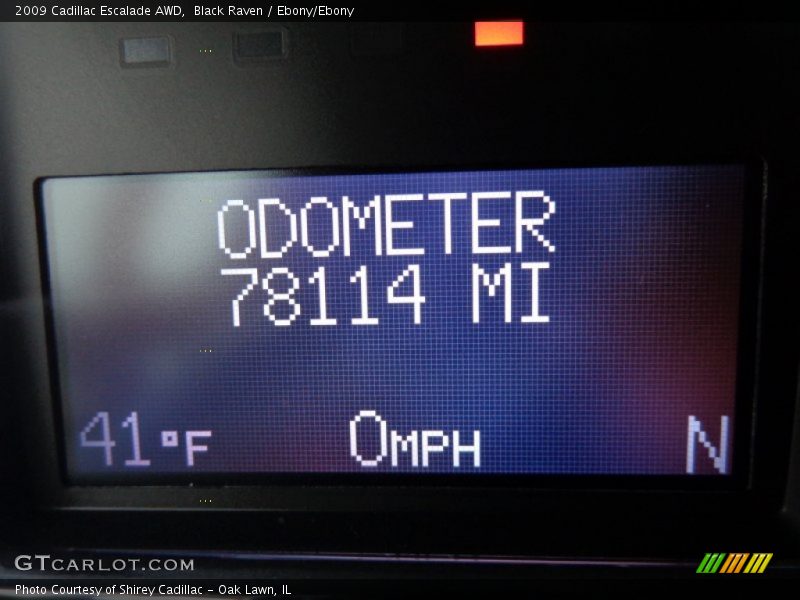 2009 Cadillac Escalade AWD, Black Raven / Ebony/Ebony
ODOMETER
78114 MI
41°F 0MPH N
GTCARLOT.COM
Photo Courtesy of Shirey Cadillac - Oak Lawn, IL